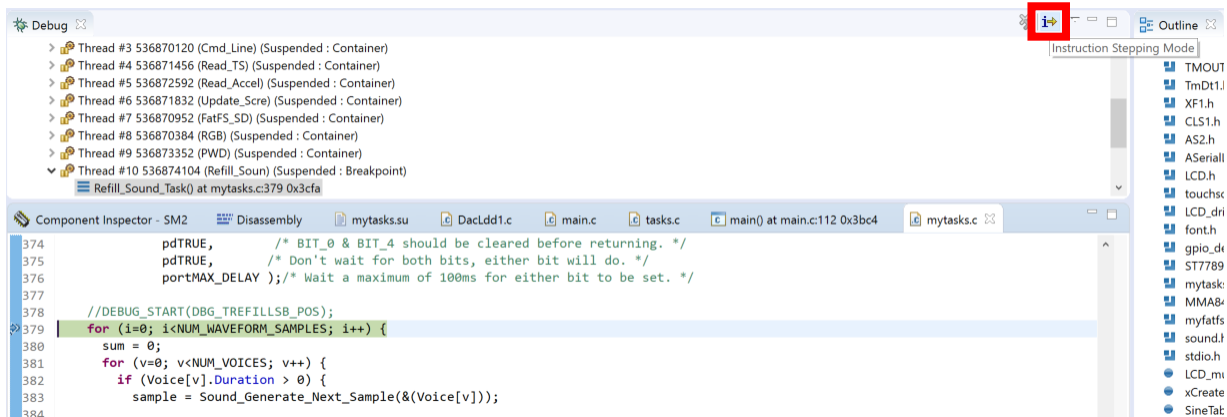 Debug
i
Outline
Instruction Stepping Mode
Thread #3 536870120 (Cmd_Line) (Suspended : Container)
Thread #4 536871456 (Read_TS) (Suspended : Container)
Thread #5 536872592 (Read_Accel) (Suspended : Container)
Thread #6 536871832 (Update_Scre) (Suspended : Container)
Thread #7 536870952 (FatFS_SD) (Suspended : Container)
Thread #8 536870384 (RGB) (Suspended : Container)
Thread #9 536873352 (PWD) (Suspended : Container)
Thread #10 536874104 (Refill_Soun) (Suspended : Breakpoint)
Refill_Sound_Task() at mytasks.c:379 0x3cfa
Component Inspector - SM2
Disassembly
mytasks.su
DacLdd1.c
main.c
tasks.c
main() at main.c:112 0x3bc4
mytasks.c
374 pdTRUE, /* BIT_0 & BIT_4 should be cleared before returning. */
375 pdTRUE, /* Don't wait for both bits, either bit will do. */
376 portMAX_DELAY );/* Wait a maximum of 100ms for either bit to be set. */
377
378 //DEBUG_START(DBG_TREFILLSB_POS);
379 for (i=0; i<NUM_WAVEFORM_SAMPLES; i++) {
380 sum = 0;
381 for (v=0; v<NUM_VOICES; v++) {
382 if (Voice[v].Duration > 0) {
383 sample = Sound_Generate_Next_Sample(&(Voice[v]));
384
TMOUT
TmDt1.
XF1.h
CLS1.h
AS2.h
ASerial
LCD.h
touchsc
LCD_dri
font.h
gpio_de
ST7789
mytask
MMA84
myfatfs
sound.h
stdio.h
LCD_mu
xCreate
SineTab